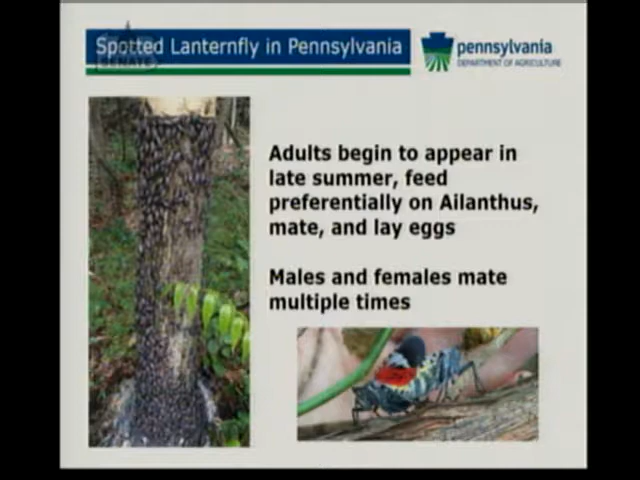 Spotted Lanternfly in Pennsylvania
SENATE
pennsylvania
DEPARTMENT OF AGRICULTURE
Adults begin to appear in
late summer, feed
preferentially on Ailanthus,
mate, and lay eggs
Males and females mate
multiple times